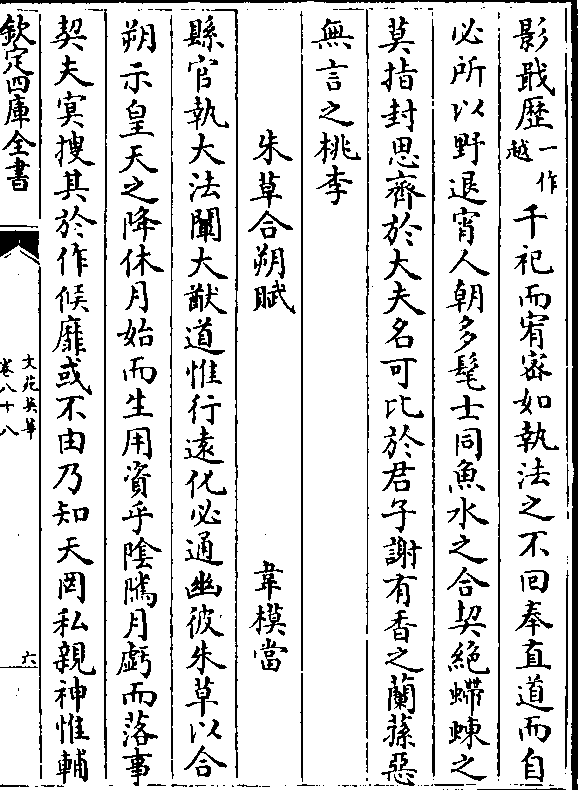 影戢歷一作越千祀而宥密如執法之不回奉直道而自
必所以野退宵人朝多髦士同魚水之合契絶蠕蝀之
莫指封思齊於大夫名可比於君子謝有香之蘭蓀惡
無言之桃李
朱草合朔賦 韋模當
縣官執大法闡大猷道惟行遠化必通幽彼朱草以合
朔示皇天之降休月始而生用資乎陰隲月虧而落事
契夫冥搜其於作候靡或不由乃知天罔私親神惟輔
欽定四庫全書
文苑英華
卷八十八
六